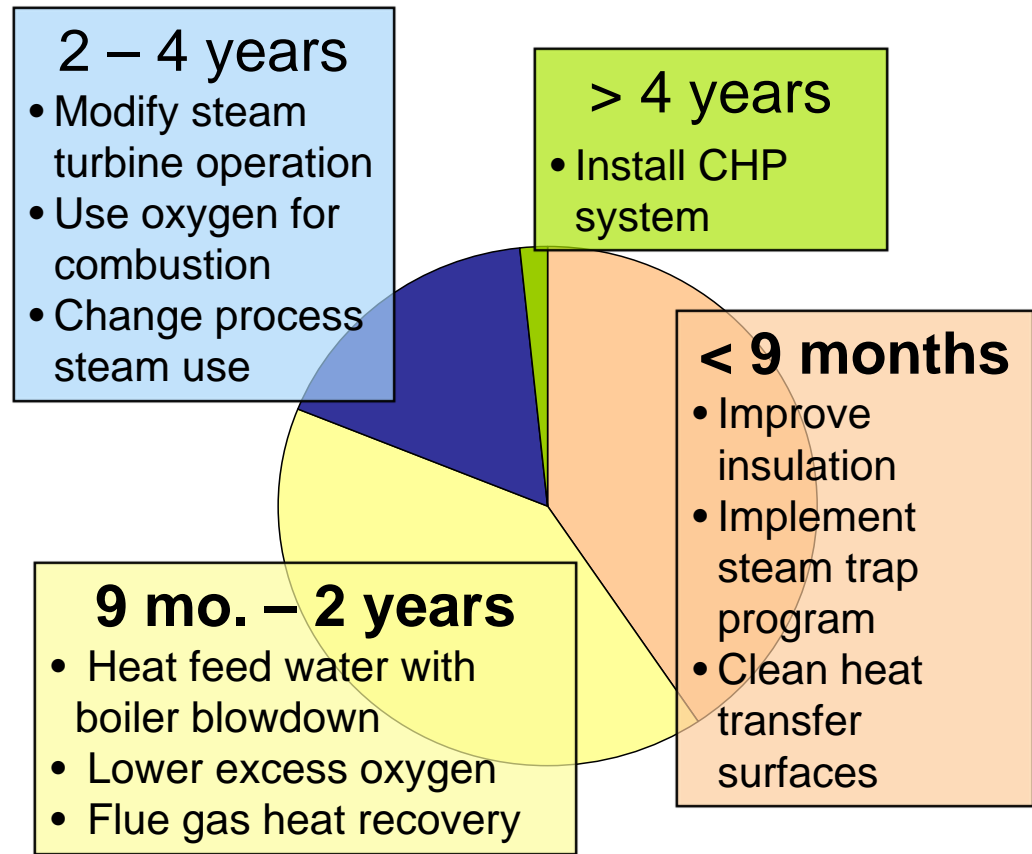 2 – 4 years
• Modify steam
turbine operation
• Use oxygen for
combustion
• Change process
steam use
> 4 years
• Install CHP
system
< 9 months
• Improve
insulation
• Implement
steam trap
program
• Clean heat
transfer
surfaces
9 mo. – 2 years
• Heat feed water with
boiler blowdown
• Lower excess oxygen
• Flue gas heat recovery